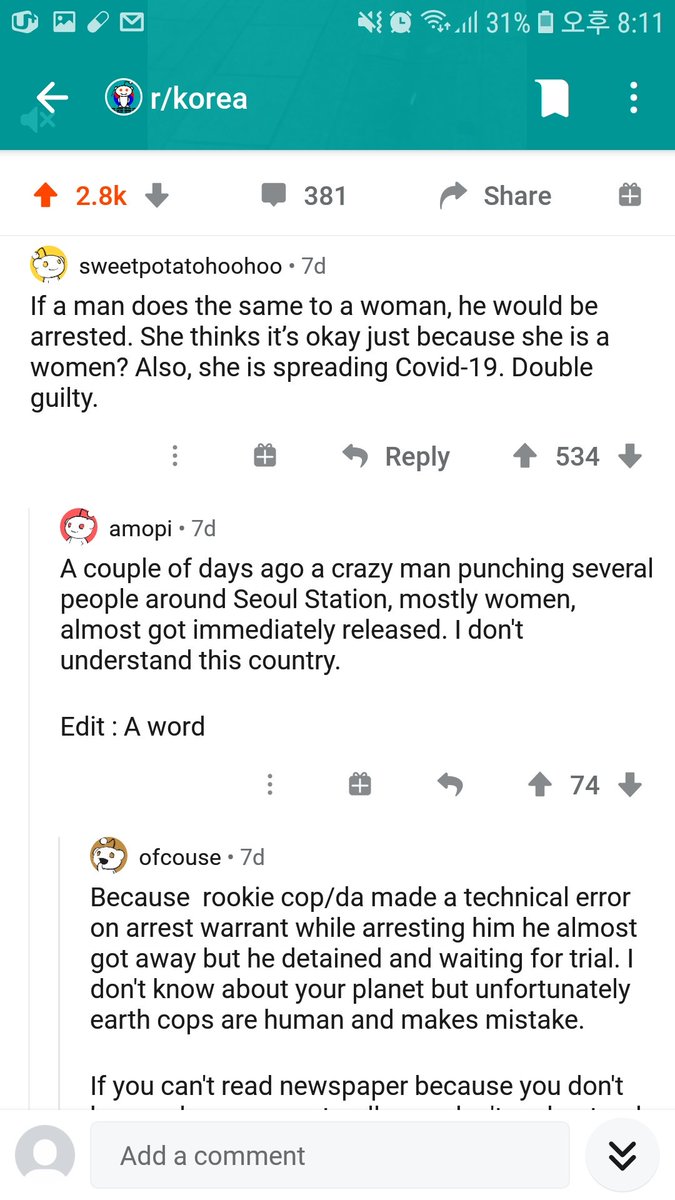 31% 오후 8:11
r/korea
2.8k 381 Share
sweetpotatohoohoo • 7d
If a man does the same to a woman, he would be
arrested. She thinks it’s okay just because she is a
women? Also, she is spreading Covid-19. Double
guilty.
Reply 534
amopi • 7d
A couple of days ago a crazy man punching several
people around Seoul Station, mostly women,
almost got immediately released. I don't
understand this country.
Edit : A word
74
ofcouse • 7d
Because  rookie cop/da made a technical error
on arrest warrant while arresting him he almost
got away but he detained and waiting for trial. I
don't know about your planet but unfortunately
earth cops are human and makes mistake.
If you can't read newspaper because you don't
Add a comment